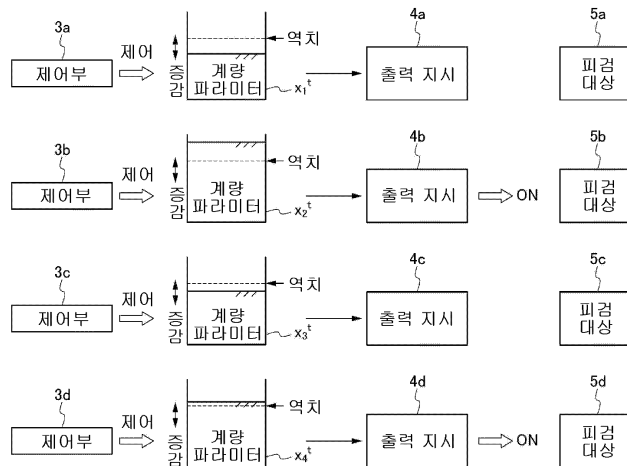 3a
제어
제어부
증감
역치
계량
파라미터
x₁ᵗ
4a
출력 지시
5a
피검
대상
3b
제어
제어부
증감
역치
계량
파라미터
x₂ᵗ
4b
출력 지시
ON
5b
피검
대상
3c
제어
제어부
증감
역치
계량
파라미터
x₃ᵗ
4c
출력 지시
5c
피검
대상
3d
제어
제어부
증감
역치
계량
파라미터
x₄ᵗ
4d
출력 지시
ON
5d
피검
대상